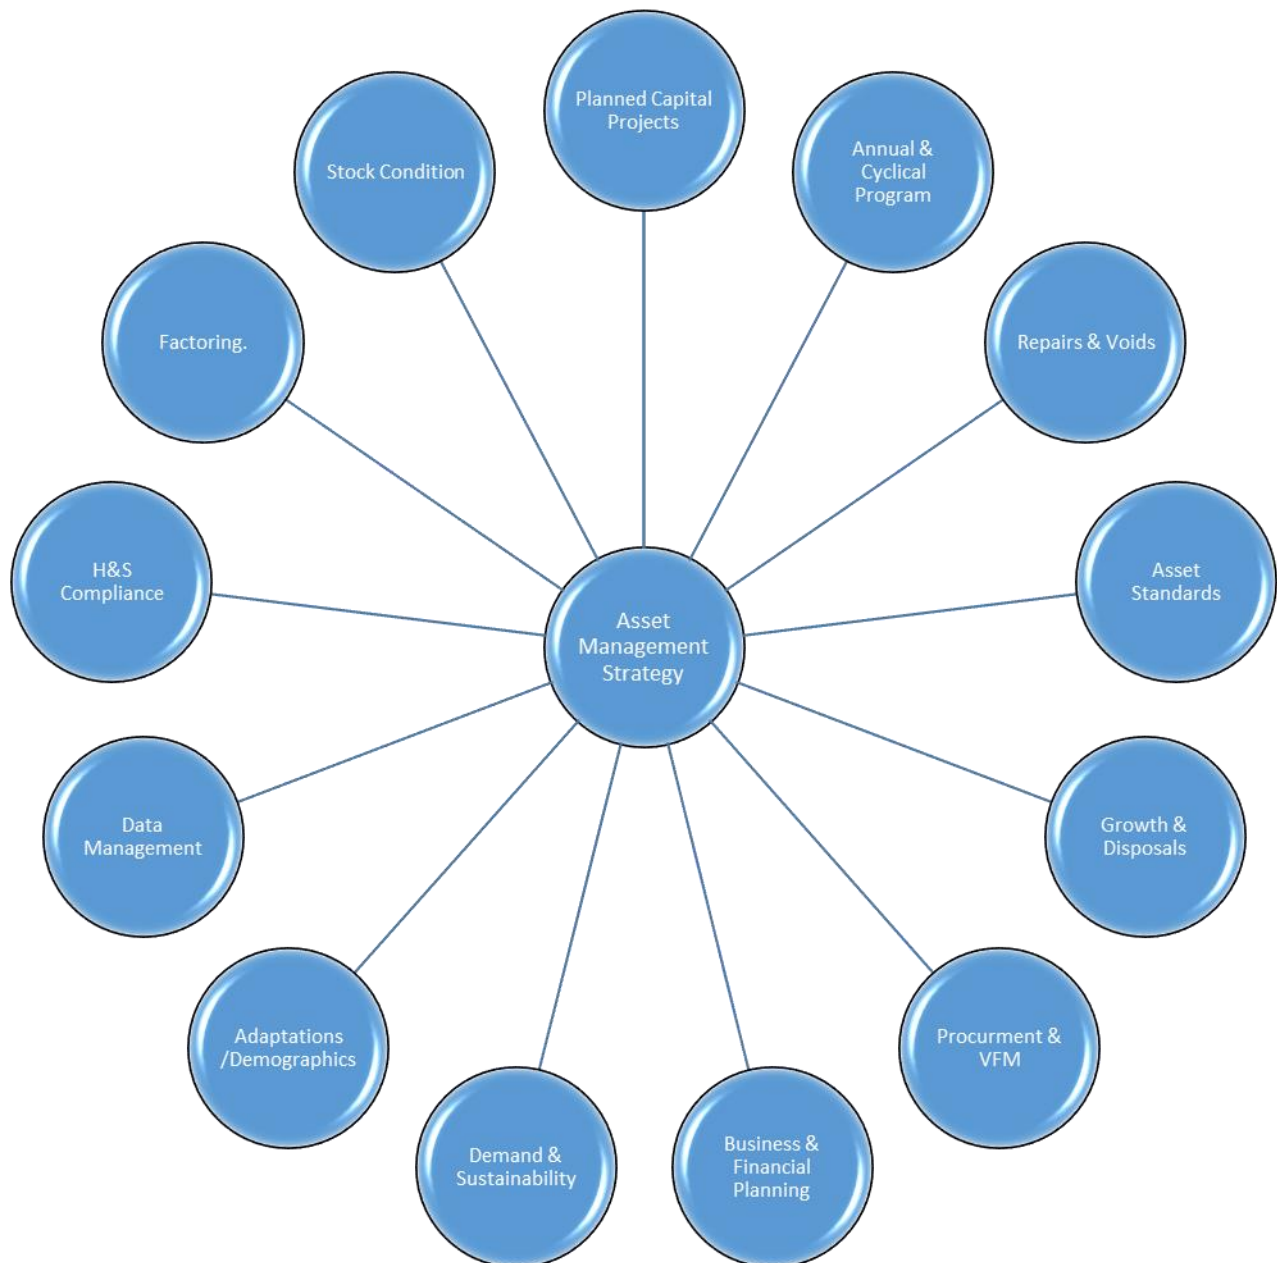 Planned Capital
Projects
Annual &
Cyclical
Program
Repairs & Voids
Asset
Standards
Growth &
Disposals
Procurment &
VFM
Business &
Financial
Planning
Demand &
Sustainability
Adaptations
/Demographics
Data
Management
H&S
Compliance
Factoring.
Stock Condition
Asset
Management
Strategy